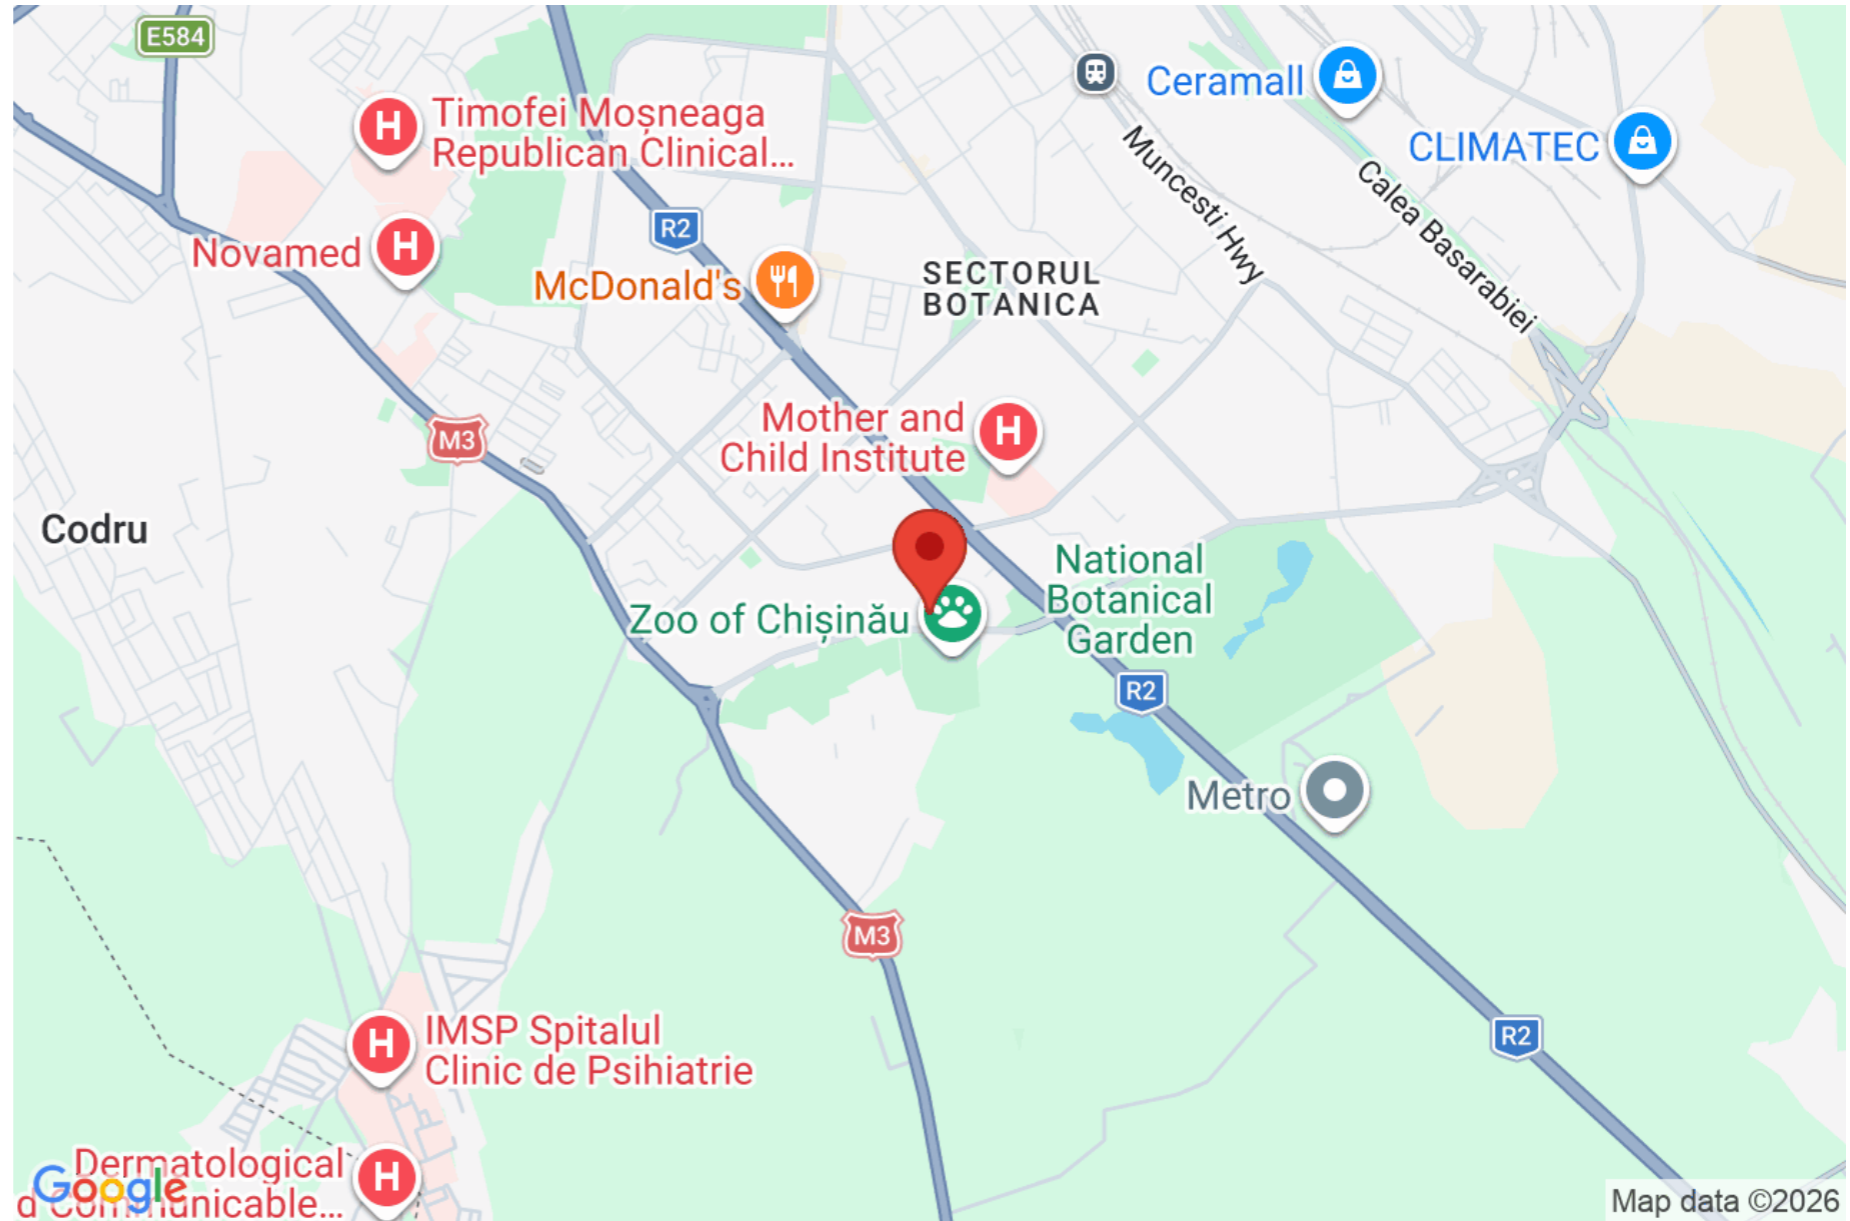 E584
Timofei Moșneaga
Republican Clinical...
Ceramall
CLIMATEC
Muncesti Hwy
Calea Basarabiei
R2
Novamed
McDonald's
SECTORUL
BOTANICA
Mother and
Child Institute
M3
Codru
National
Botanical
Garden
Zoo of Chișinău
R2
Metro
M3
IMSP Spitalul
Clinic de Psihiatrie
R2
Dermatological
d Communicable...
Google
Map data ©2026